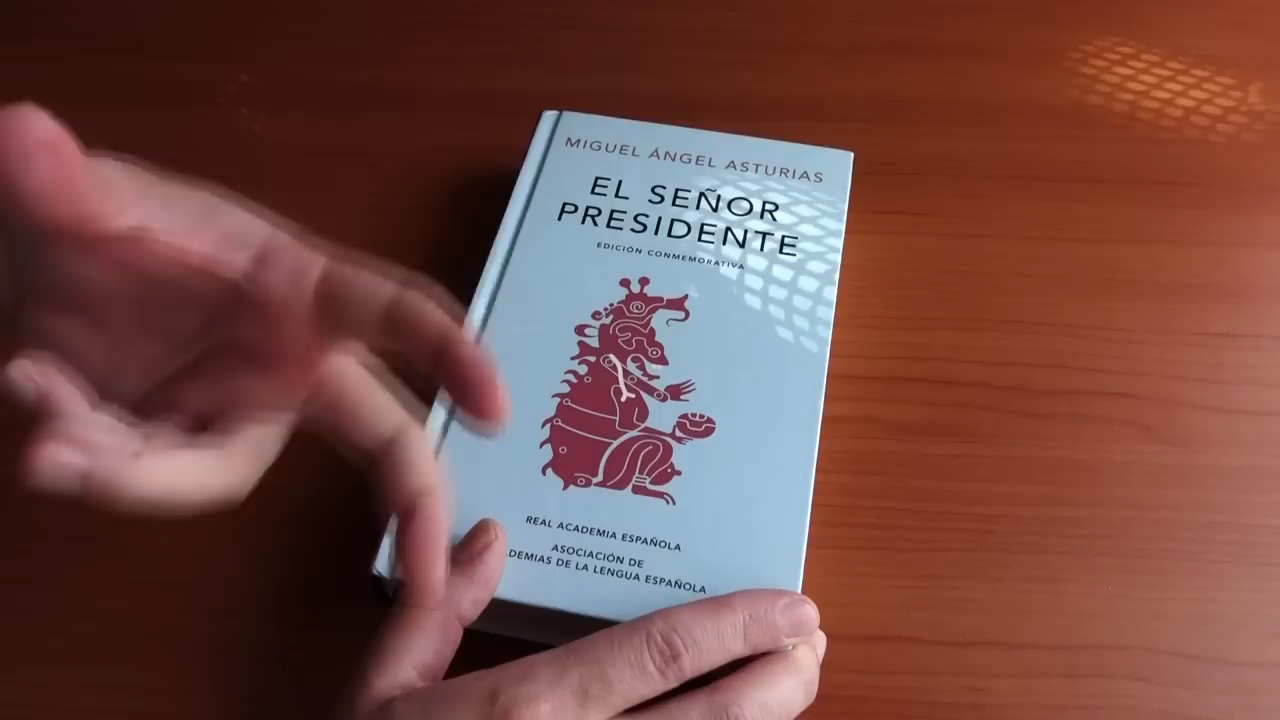 MIGUEL ÁNGEL ASTURIAS
EL SEÑOR
PRESIDENTE
EDICIÓN CONMEMORATIVA
REAL ACADEMIA ESPAÑOLA
ASOCIACIÓN DE
DE LA LENGUA ESPAÑOLA